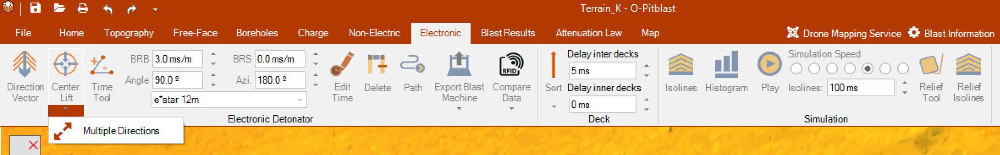 Terrain_K - O-Pitblast
File Home Topography Free-Face Boreholes Charge Non-Electric Electronic Blast Results Attenuation Law Map Drone Mapping Service Blast Information
Direction Vector
Center Lift
Time Tool
BRB 3.0 ms/m
BRS 0.0 ms/m
Angle 90.0 º
Azi. 180.0 º
e*star 12m
Edit Time
Delete
Path
Export Blast Machine
RFID
Compare Data
Electronic Detonator
Sort
Delay inter decks
5 ms
Delay inner decks
0 ms
Deck
Isolines
Histogram
Play
Simulation Speed
Isolines: 100 ms
Relief Tool
Relief Isolines
Simulation
Multiple Directions